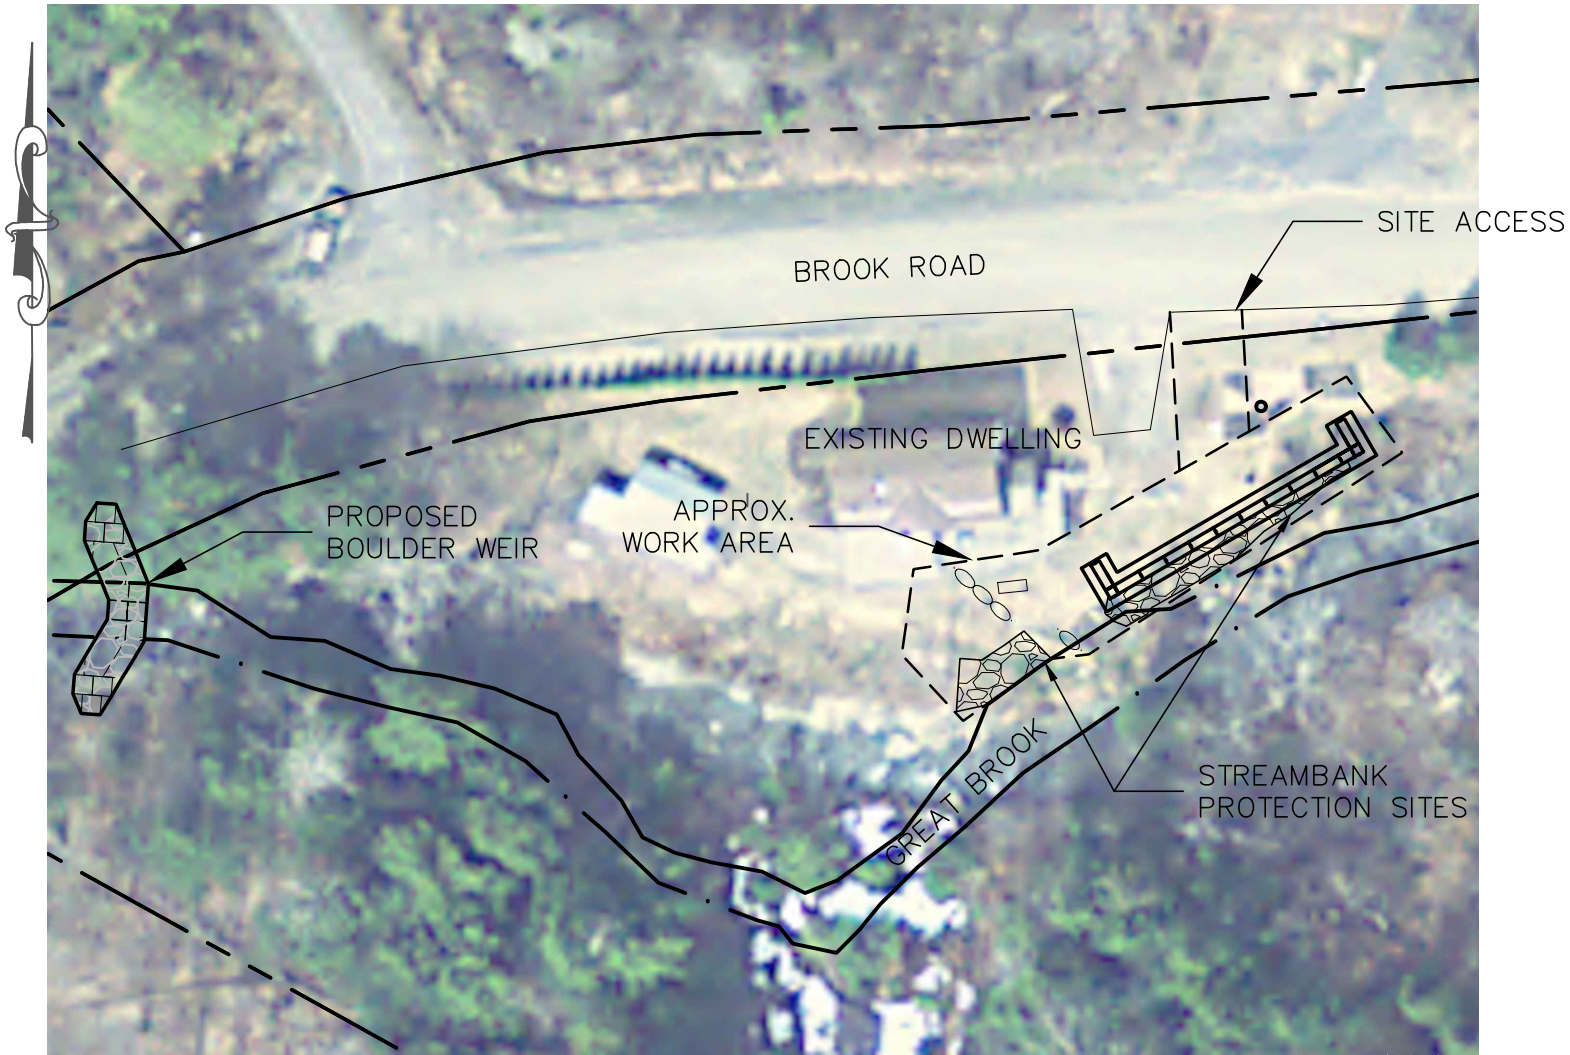 SITE ACCESS
BROOK ROAD
EXISTING DWELLING
PROPOSED
BOULDER WEIR
APPROX.
WORK AREA
GREAT BROOK
STREAMBANK
PROTECTION SITES